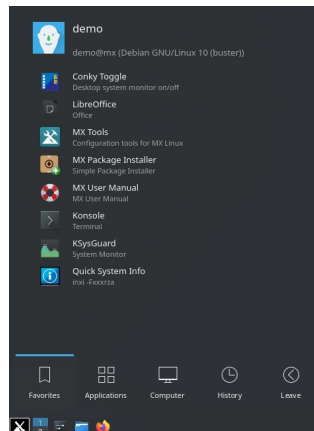 demo
demo@mx (Debian GNU/Linux 10 (buster))
Conky Toggle
Desktop system monitor on/off
LibreOffice
Office
MX Tools
Configuration tools for MX Linux
MX Package Installer
Simple Package Installer
MX User Manual
MX User Manual
Konsole
Terminal
KSysGuard
System Monitor
Quick System Info
inxi -Fxxxrza
Favorites Applications Computer History Leave